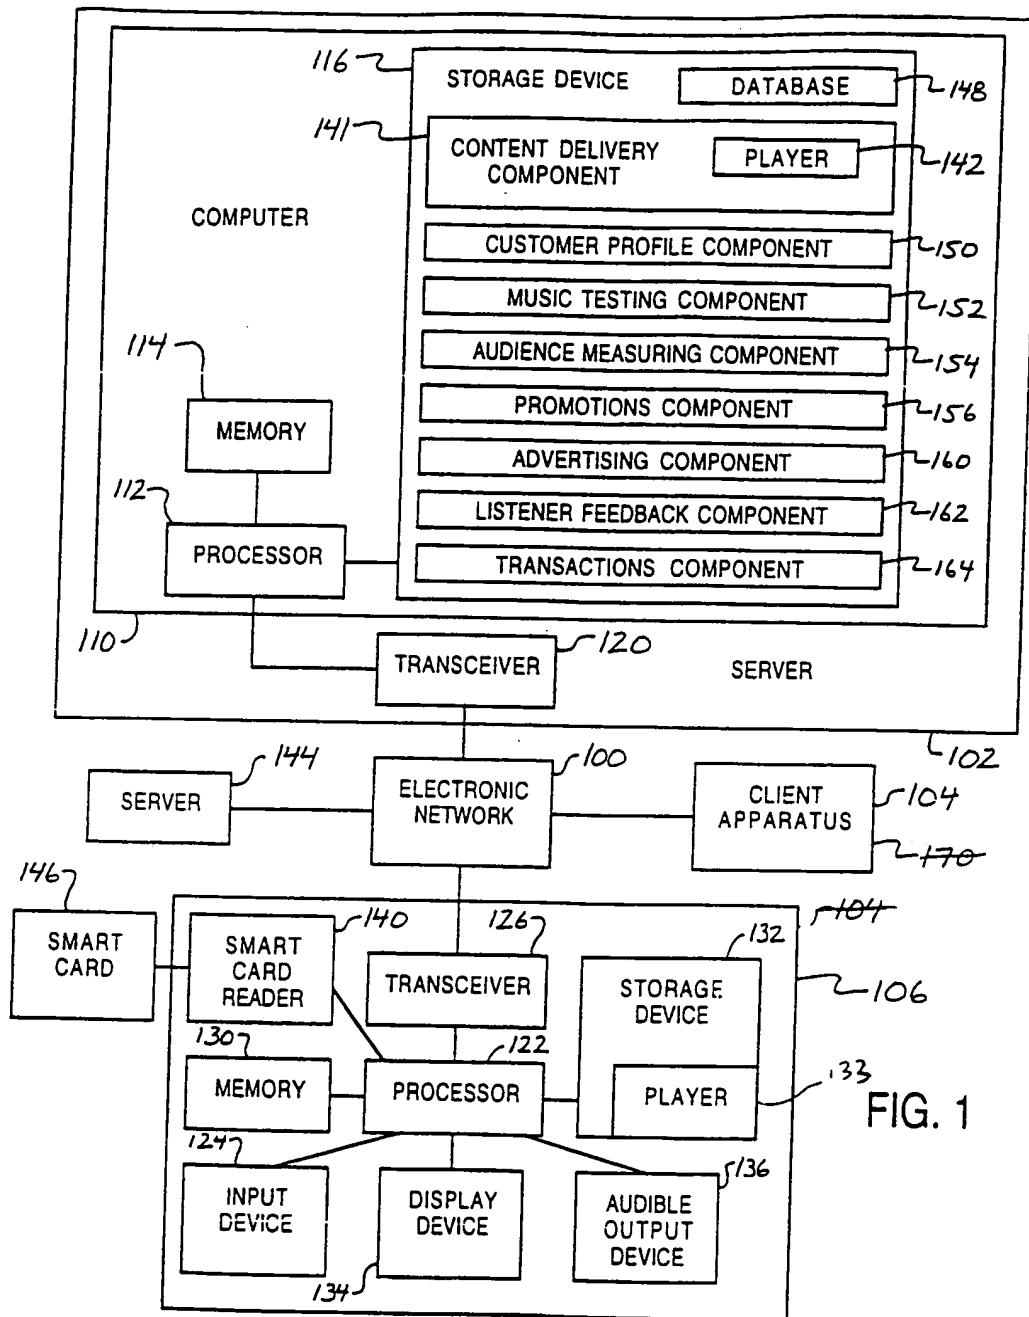 116
STORAGE DEVICE
DATABASE
148
141
CONTENT DELIVERY
COMPONENT
PLAYER
142
COMPUTER
CUSTOMER PROFILE COMPONENT
150
MUSIC TESTING COMPONENT
152
114
AUDIENCE MEASURING COMPONENT
154
MEMORY
PROMOTIONS COMPONENT
156
ADVERTISING COMPONENT
160
112
LISTENER FEEDBACK COMPONENT
162
PROCESSOR
TRANSACTIONS COMPONENT
164
110
120
TRANSCEIVER
SERVER
102
144
100
SERVER
ELECTRONIC
NETWORK
CLIENT
APPARATUS
104
170
146
SMART
CARD
140
SMART
CARD
READER
126
TRANSCEIVER
104
132
STORAGE
DEVICE
106
130
MEMORY
122
PROCESSOR
PLAYER
133
FIG. 1
124
INPUT
DEVICE
DISPLAY
DEVICE
134
136
AUDIBLE
OUTPUT
DEVICE